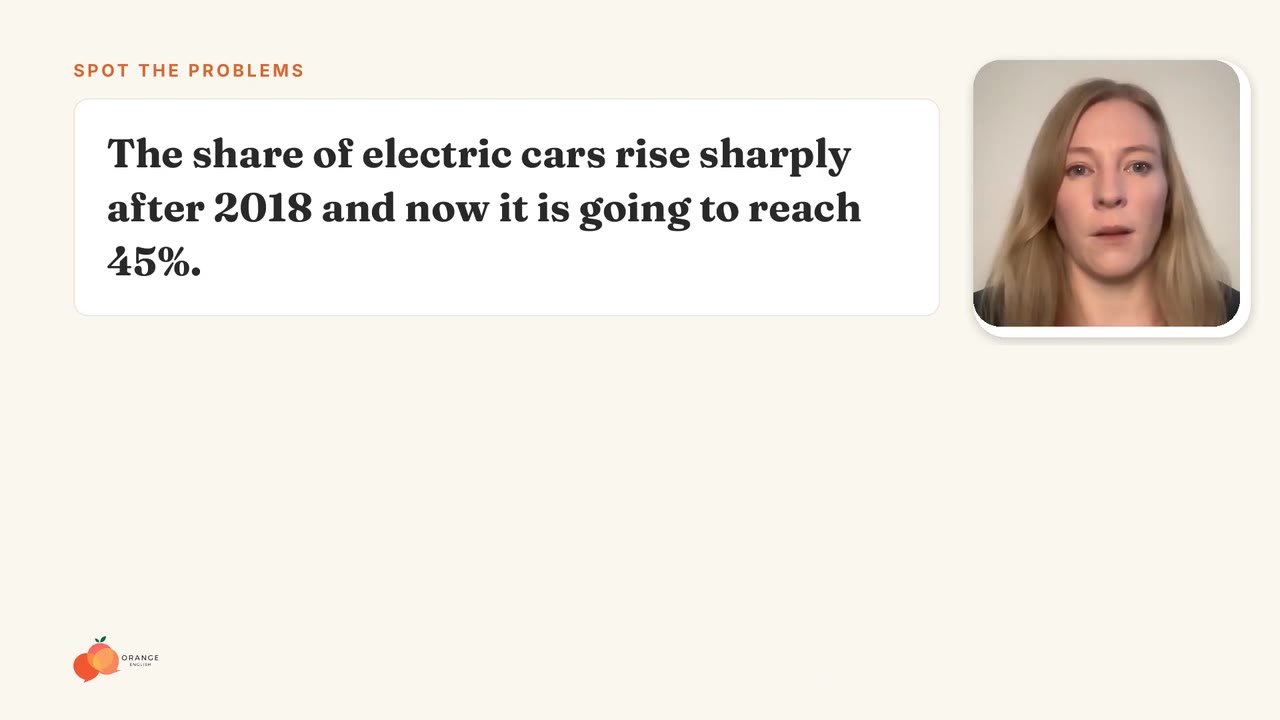 SPOT THE PROBLEMS
The share of electric cars rise sharply
after 2018 and now it is going to reach
45%.
ORANGE
ENGLISH